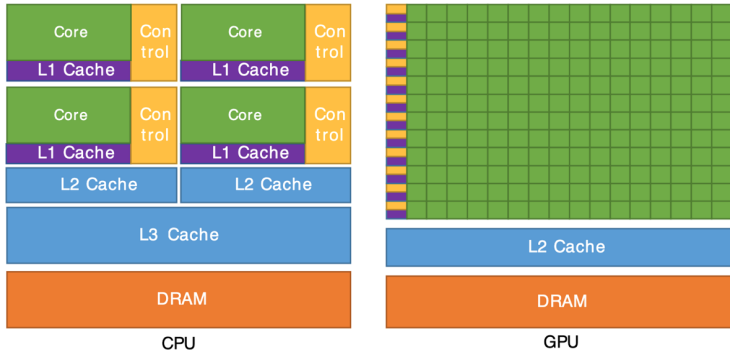 Core
Con
trol
L1 Cache
Core
Con
trol
L1 Cache
Core
Con
trol
L1 Cache
Core
Con
trol
L1 Cache
L2 Cache
L2 Cache
L3 Cache
DRAM
CPU
L2 Cache
DRAM
GPU